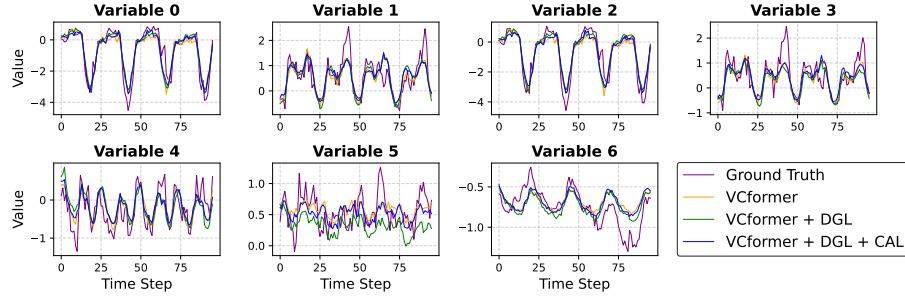 Variable 0
Variable 1
Variable 2
Variable 3
Value
0
−2
−4
0 25 50 75
2
1
0
0 25 50 75
0
−2
−4
0 25 50 75
2
1
0
−1
0 25 50 75
Variable 4
Variable 5
Variable 6
Value
0
−1
0 25 50 75
Time Step
1.0
0.5
0.0
0 25 50 75
Time Step
−0.5
−1.0
0 25 50 75
Time Step
Ground Truth
VCformer
VCformer + DGL
VCformer + DGL + CAL